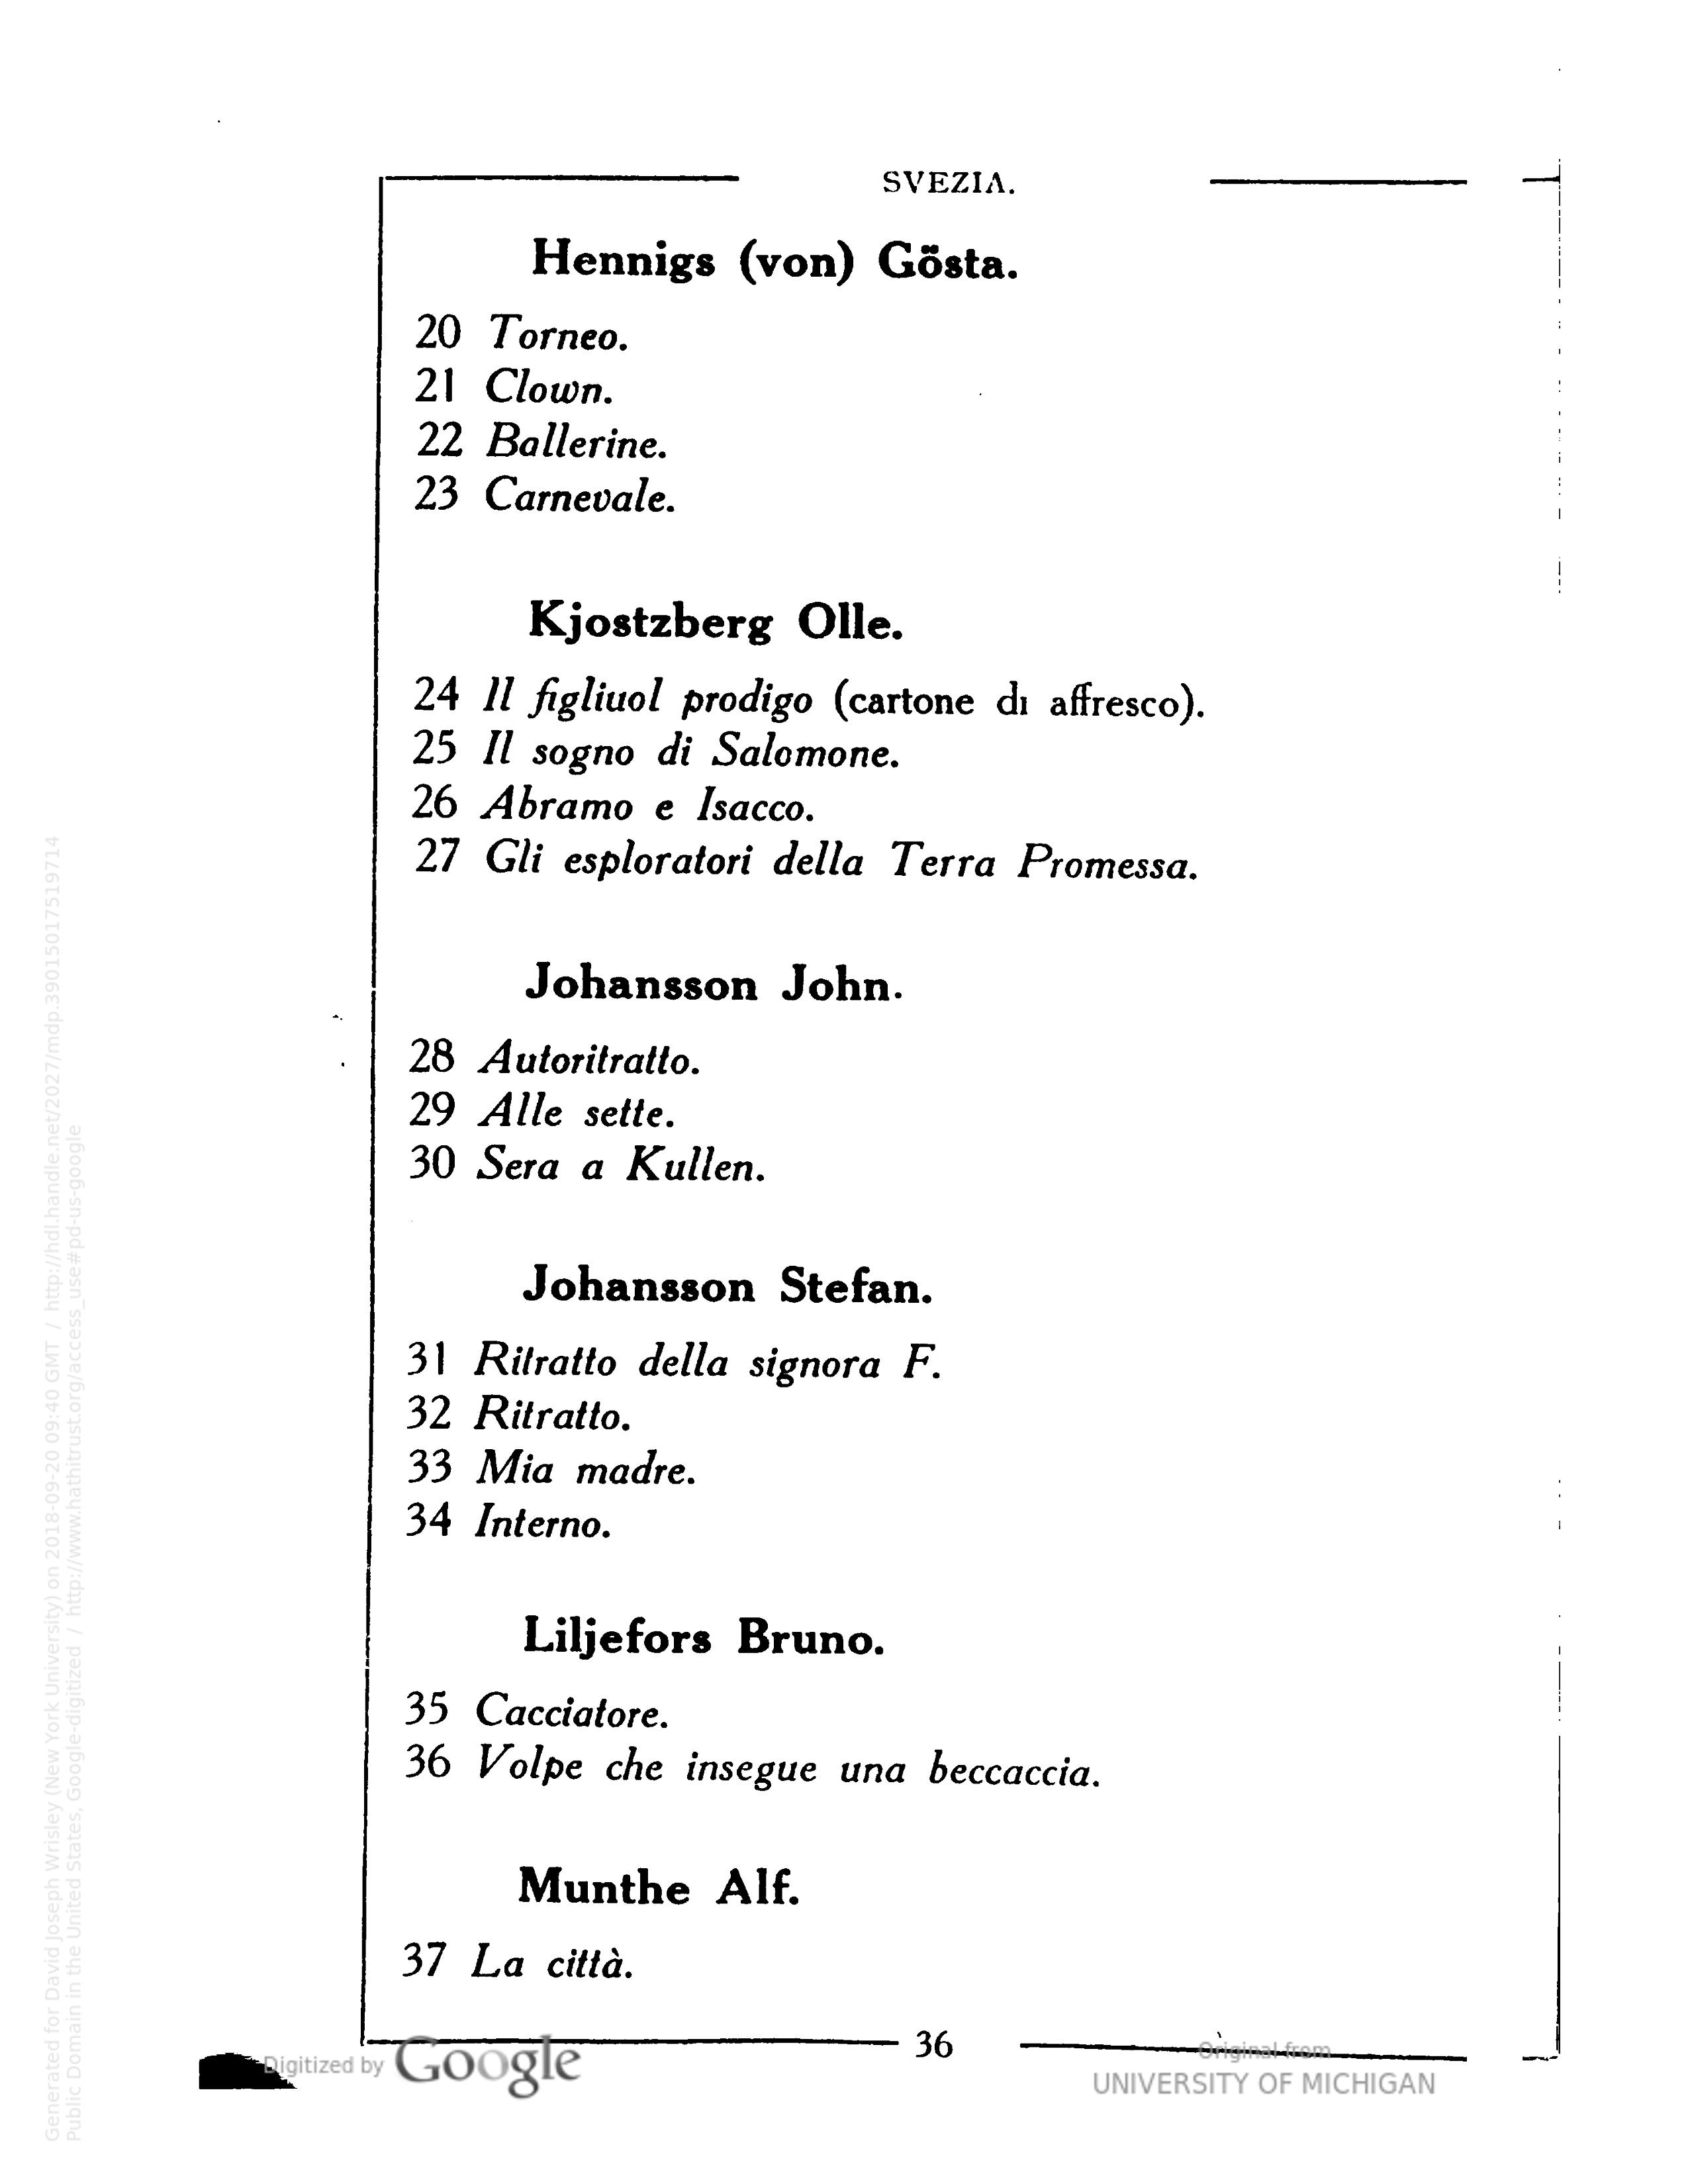 SVEZIA.
Hennigs (von) Gösta.
20 Torneo.
21 Clown.
22 Ballerine.
23 Carnevale.
Kjostzberg Olle.
24 Il figliuol prodigo (cartone di affresco).
25 Il sogno di Salomone.
26 Abramo e Isacco.
27 Gli esploratori della Terra Promessa.
Johansson John.
28 Autoritratto.
29 Alle sette.
30 Sera a Kullen.
Johansson Stefan.
31 Ritratto della signora F.
32 Ritratto.
33 Mia madre.
34 Interno.
Liljefors Bruno.
35 Cacciatore.
36 Volpe che insegue una beccaccia.
Munthe Alf.
37 La città.
36
Digitized by Google
Original from
UNIVERSITY OF MICHIGAN
Generated for David Joseph Wrisley (New York University) on 2018-09-20 09:40 GMT / http://hdl.handle.net/2027/mdp.39015017519714
Public Domain in the United States, Google-digitized / http://www.hathitrust.org/access_use#pd-us-google